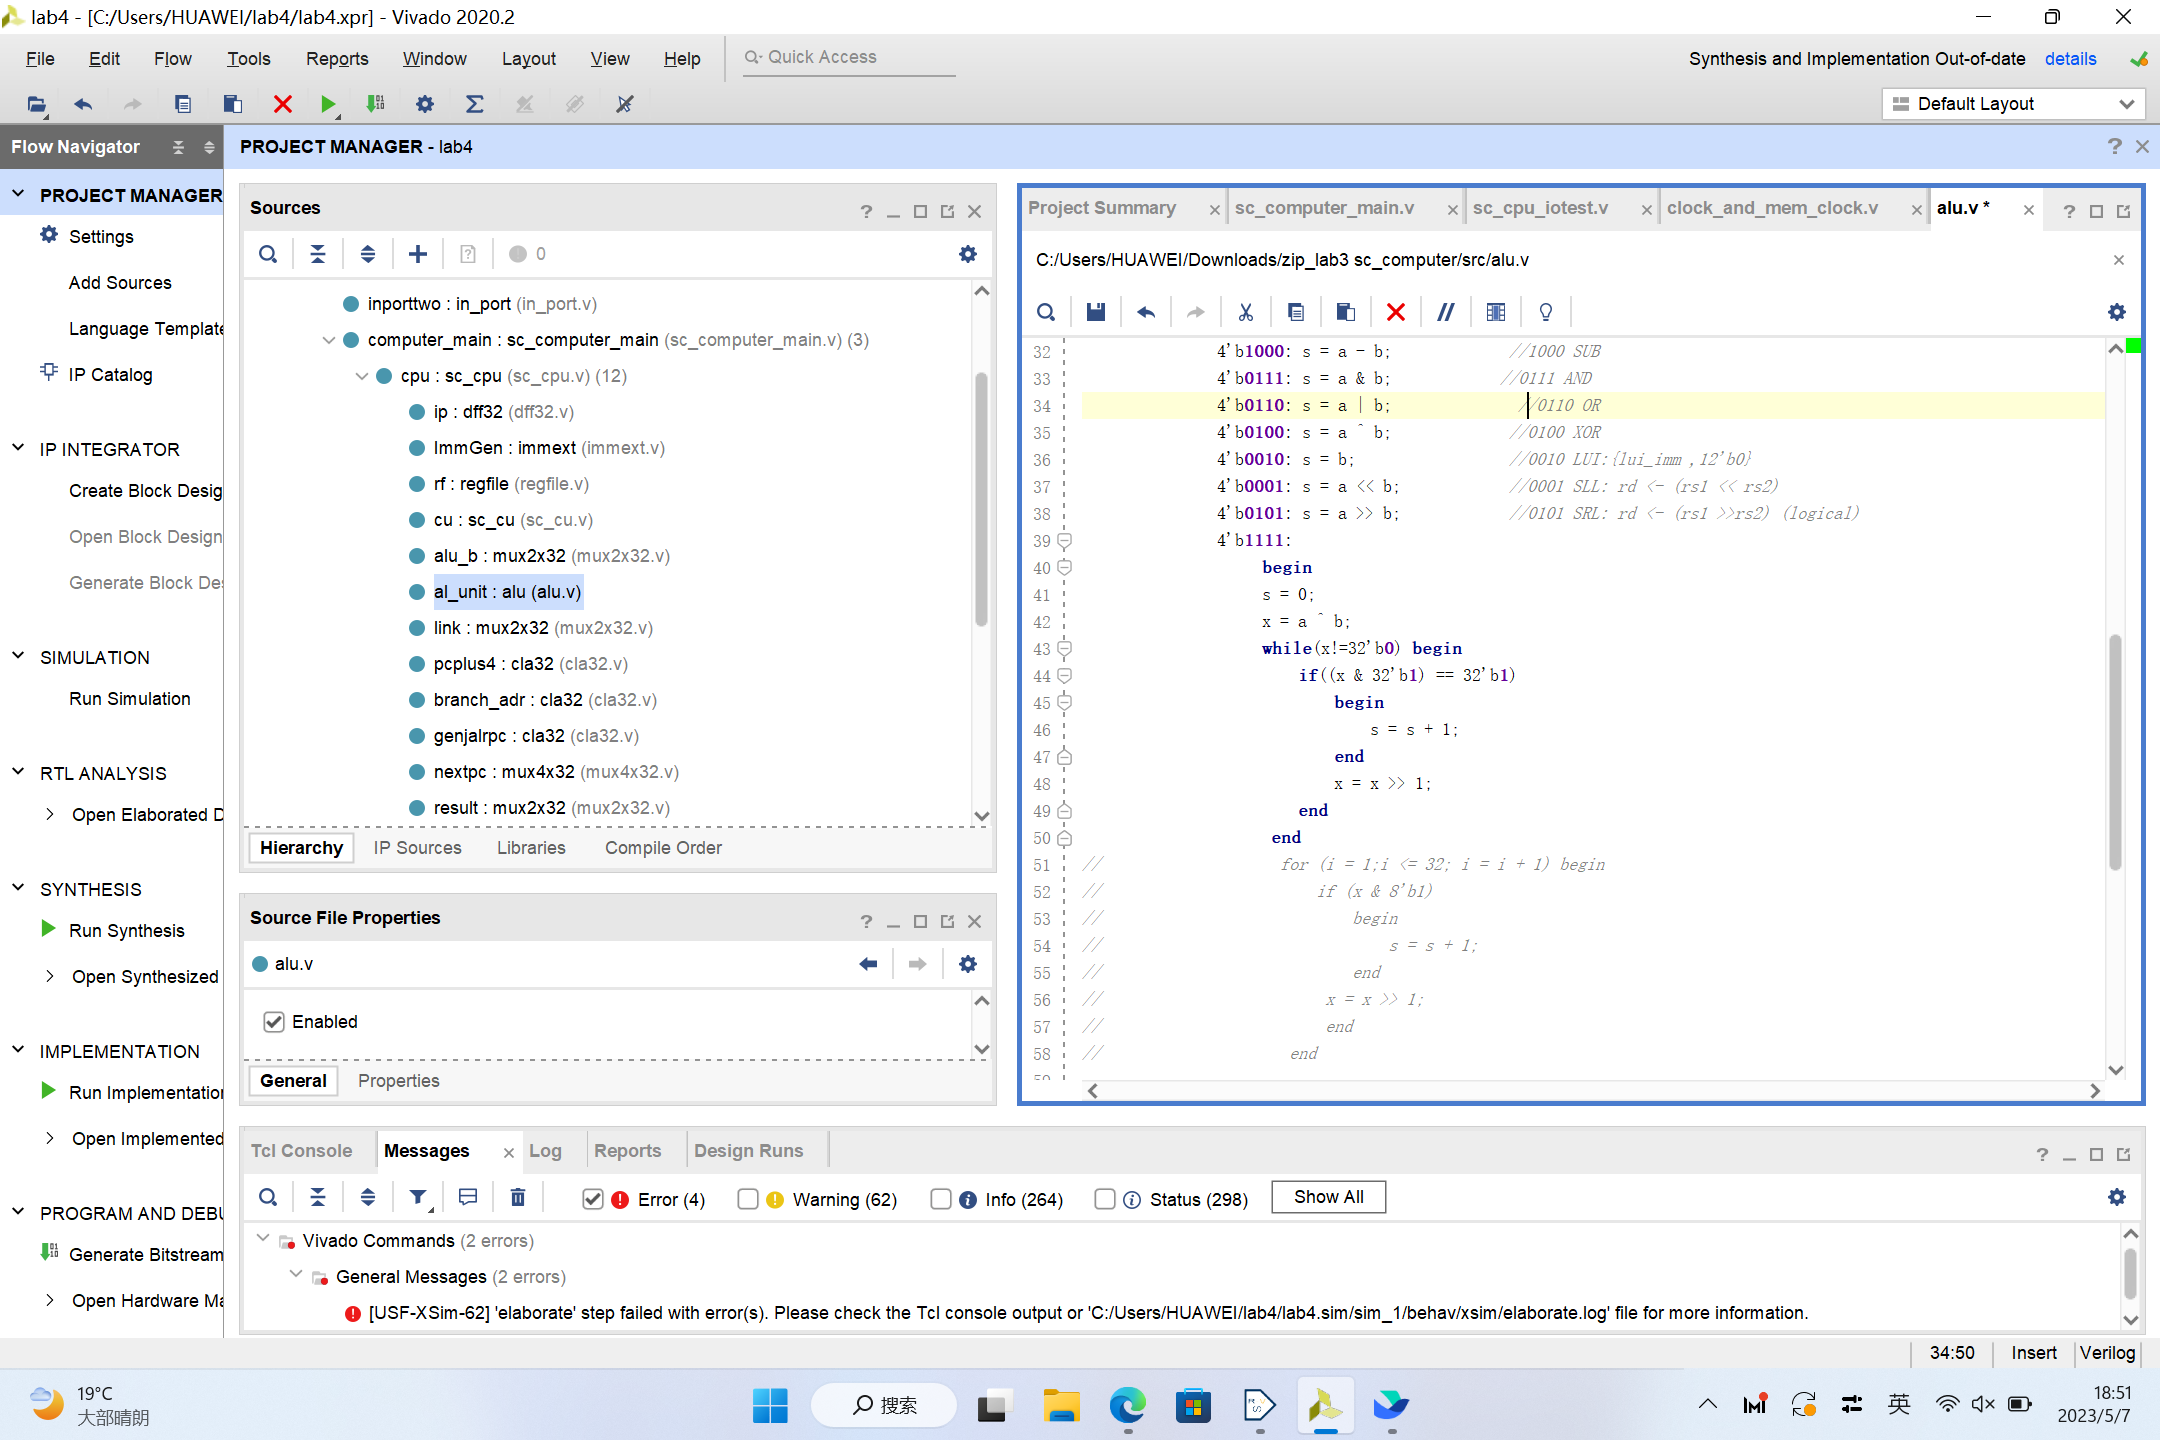 lab4 - [C:/Users/HUAWEI/lab4/lab4.xpr] - Vivado 2020.2
File Edit Flow Tools Reports Window Layout View Help Quick Access
Synthesis and Implementation Out-of-date details
Default Layout
Flow Navigator
PROJECT MANAGER - lab4
PROJECT MANAGER
Settings
Add Sources
Language Template
IP Catalog
IP INTEGRATOR
Create Block Desig
Open Block Design
Generate Block De
SIMULATION
Run Simulation
RTL ANALYSIS
Open Elaborated D
SYNTHESIS
Run Synthesis
Open Synthesized
IMPLEMENTATION
Run Implementation
Open Implemented
PROGRAM AND DEBU
Generate Bitstream
Open Hardware Ma
Sources
0
inporttwo : in_port (in_port.v)
computer_main : sc_computer_main (sc_computer_main.v) (3)
cpu : sc_cpu (sc_cpu.v) (12)
ip : dff32 (dff32.v)
ImmGen : immext (immext.v)
rf : regfile (regfile.v)
cu : sc_cu (sc_cu.v)
alu_b : mux2x32 (mux2x32.v)
al_unit : alu (alu.v)
link : mux2x32 (mux2x32.v)
pcplus4 : cla32 (cla32.v)
branch_adr : cla32 (cla32.v)
genjalrpc : cla32 (cla32.v)
nextpc : mux4x32 (mux4x32.v)
result : mux2x32 (mux2x32.v)
Hierarchy IP Sources Libraries Compile Order
Source File Properties
alu.v
Enabled
General Properties
Project Summary sc_computer_main.v sc_cpu_iotest.v clock_and_mem_clock.v alu.v *
C:/Users/HUAWEI/Downloads/zip_lab3 sc_computer/src/alu.v
32 4'b1000: s = a - b; //1000 SUB
33 4'b0111: s = a & b; //0111 AND
34 4'b0110: s = a | b; //0110 OR
35 4'b0100: s = a ^ b; //0100 XOR
36 4'b0010: s = b; //0010 LUI:{lui_imm ,12'b0}
37 4'b0001: s = a << b; //0001 SLL: rd <- (rs1 << rs2)
38 4'b0101: s = a >> b; //0101 SRL: rd <- (rs1 >>rs2) (logical)
39 4'b1111:
40 begin
41 s = 0;
42 x = a ^ b;
43 while(x!=32'b0) begin
44 if((x & 32'b1) == 32'b1)
45 begin
46 s = s + 1;
47 end
48 x = x >> 1;
49 end
50 end
51 // for (i = 1;i <= 32; i = i + 1) begin
52 // if (x & 8'b1)
53 // begin
54 // s = s + 1;
55 // end
56 // x = x >> 1;
57 // end
58 // end
Tcl Console Messages Log Reports Design Runs
Error (4) Warning (62) Info (264) Status (298) Show All
Vivado Commands (2 errors)
General Messages (2 errors)
[USF-XSim-62] 'elaborate' step failed with error(s). Please check the Tcl console output or 'C:/Users/HUAWEI/lab4/lab4.sim/sim_1/behav/xsim/elaborate.log' file for more information.
34:50 Insert Verilog
19°C
大部晴朗
搜索
英
18:51
2023/5/7